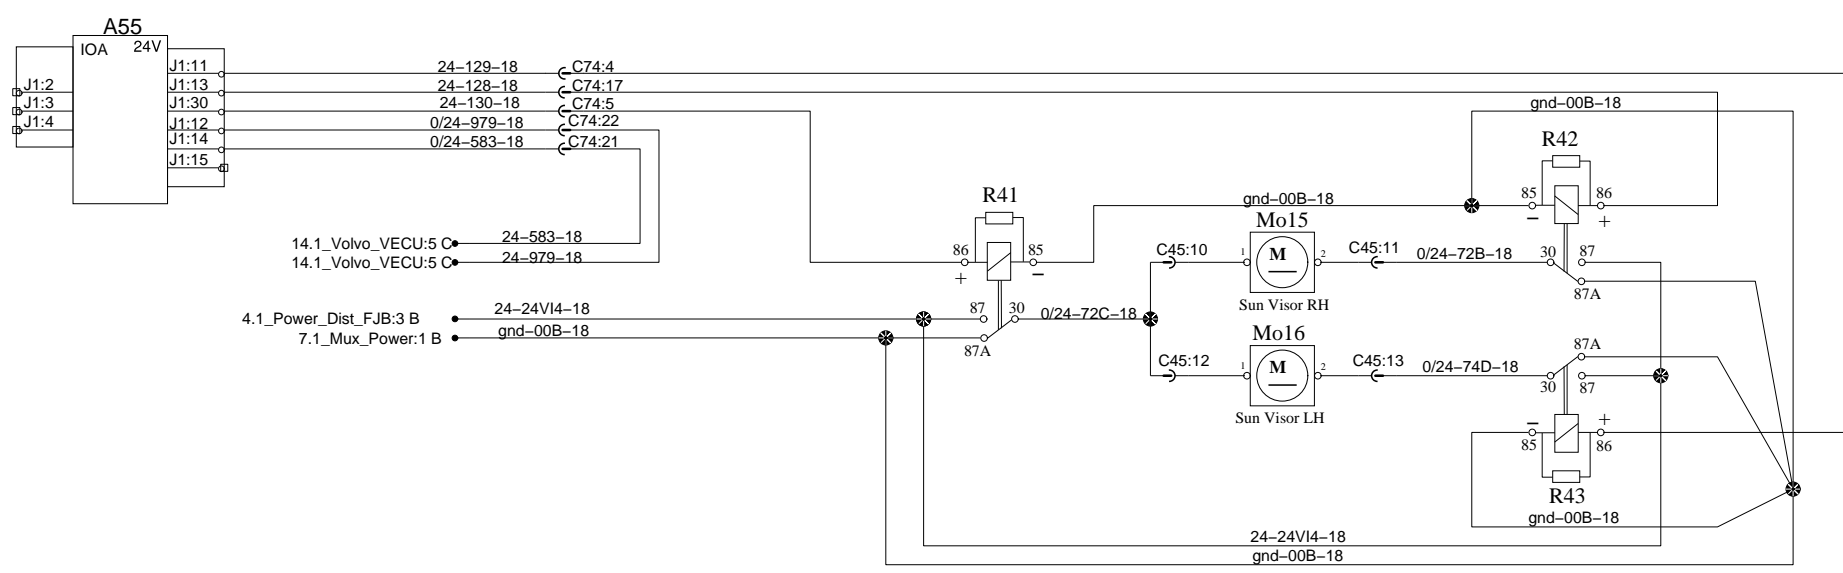 A55
IOA 24V
J1:2
J1:3
J1:4
J1:11
J1:13
J1:30
J1:12
J1:14
J1:15
24-129-18 C74:4
24-128-18 C74:17
24-130-18 C74:5
0/24-979-18 C74:22
0/24-583-18 C74:21
14.1_Volvo_VECU:5 C 24-583-18
14.1_Volvo_VECU:5 C 24-979-18
4.1_Power_Dist_FJB:3 B 24-24VI4-18
7.1_Mux_Power:1 B gnd-00B-18
R41
86 85
+ −
87 30
87A
0/24-72C-18
gnd-00B-18
gnd-00B-18
R42
85 86
− +
30 87
87A
Mo15
C45:10 1 M 2 C45:11 0/24-72B-18
Sun Visor RH
Mo16
C45:12 1 M 2 C45:13 0/24-74D-18
Sun Visor LH
87A
30 87
− +
85 86
R43
gnd-00B-18
24-24VI4-18
gnd-00B-18